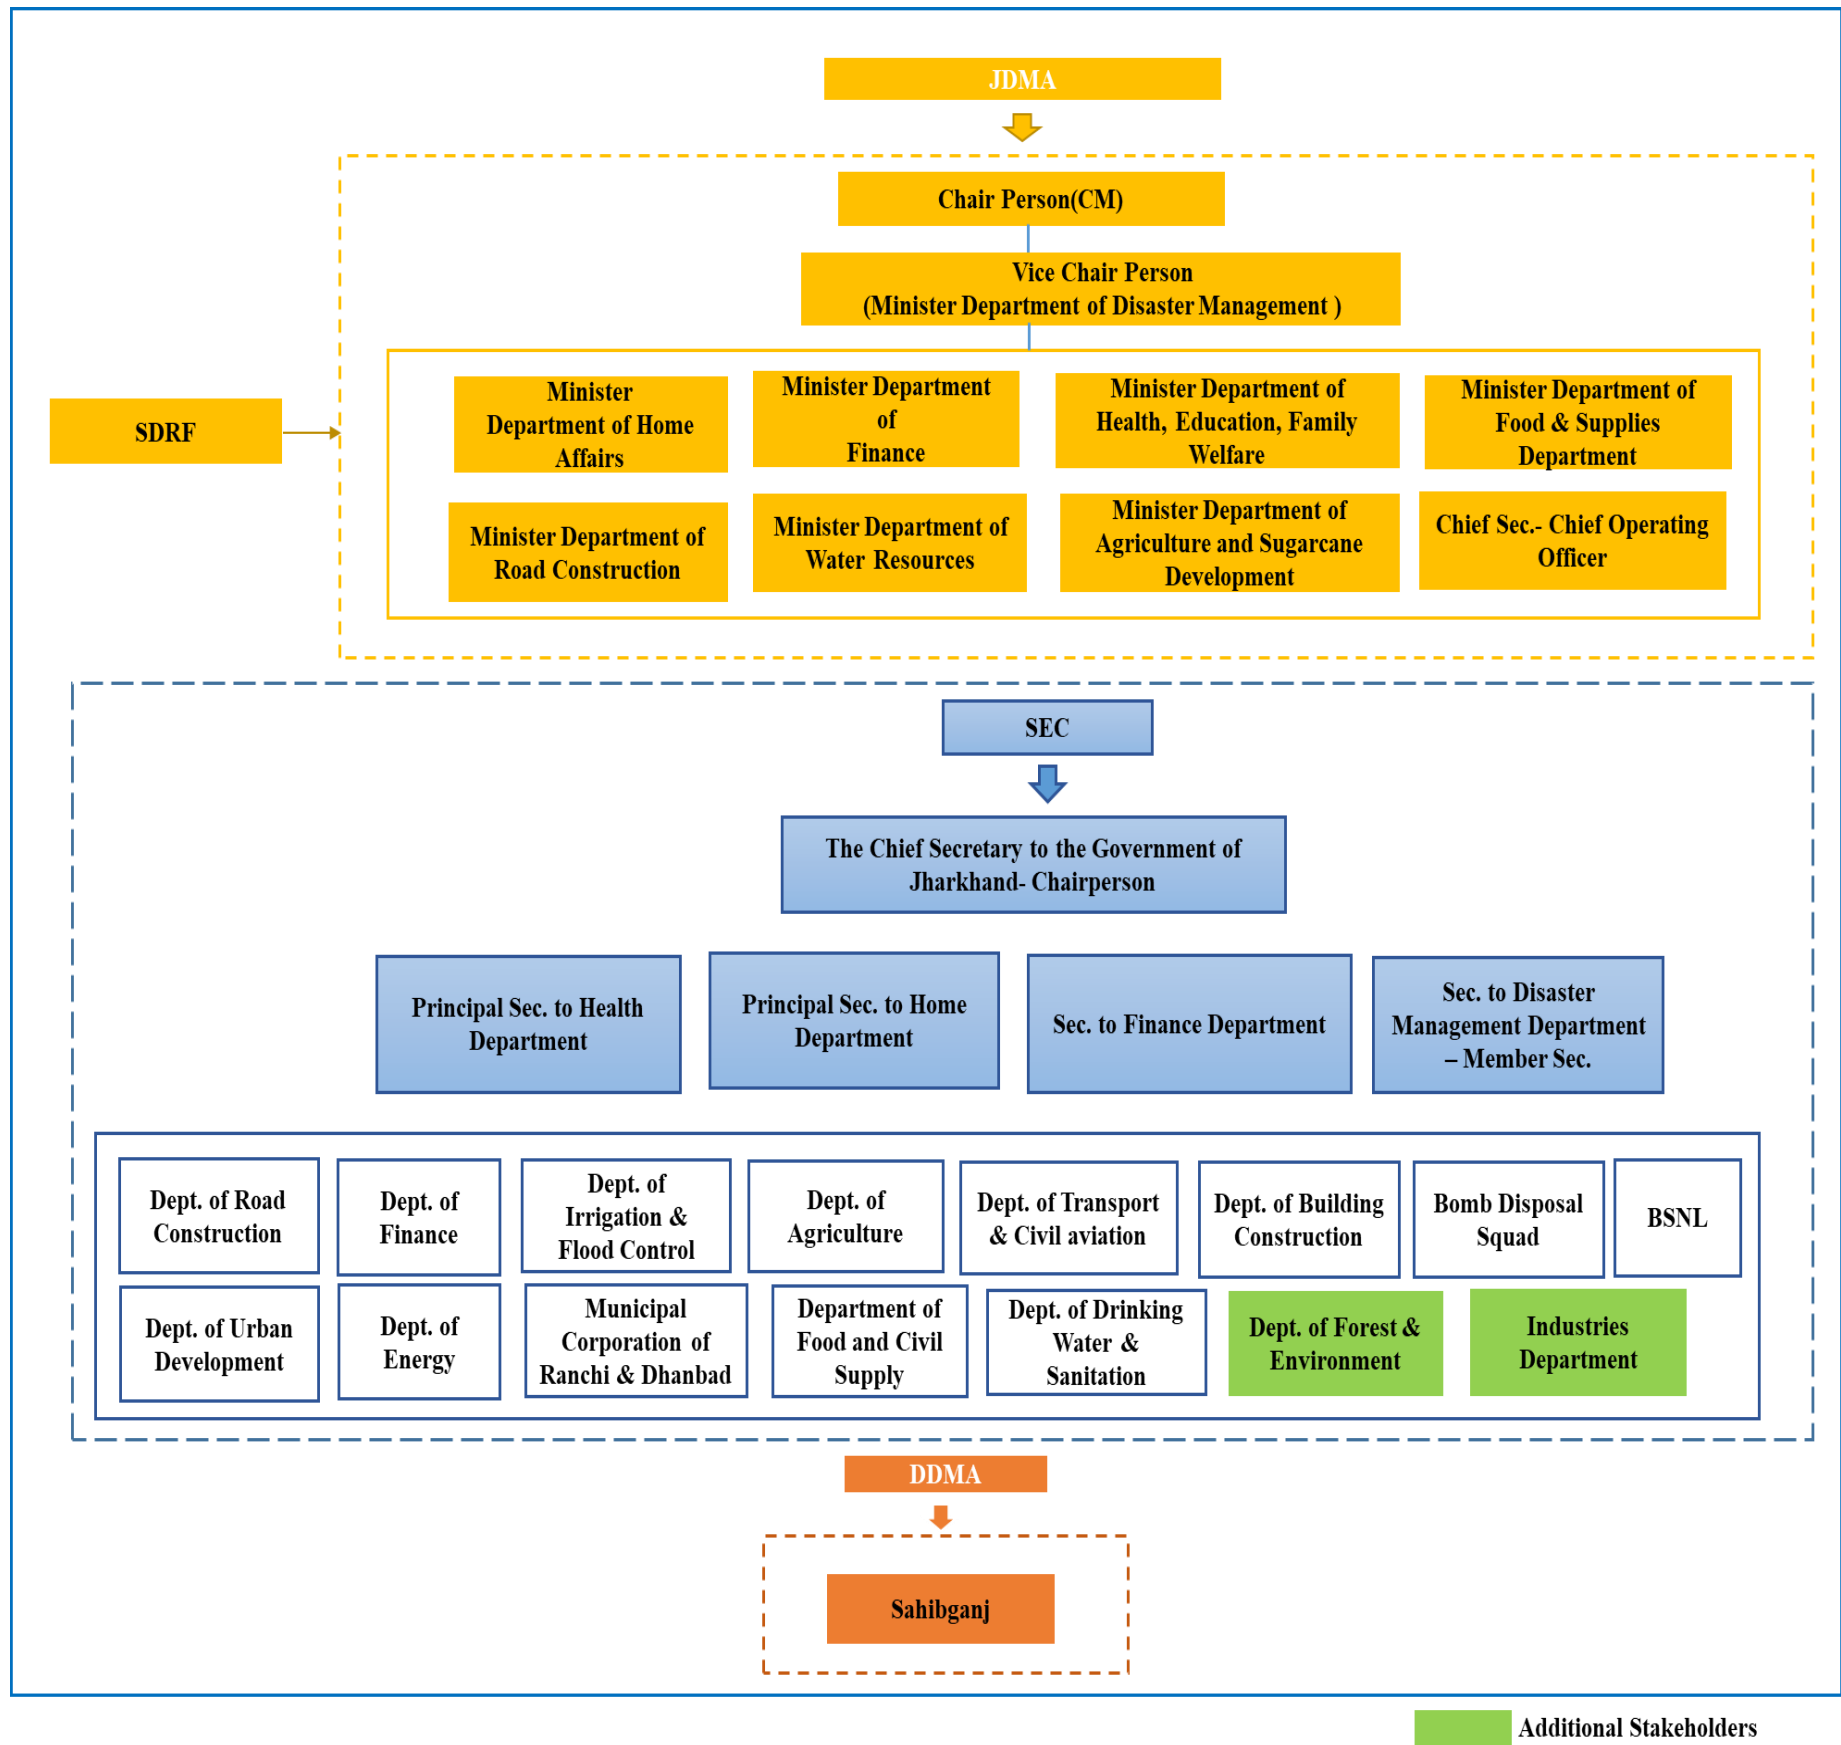 JDMA
Chair Person(CM)
Vice Chair Person
(Minister Department of Disaster Management )
SDRF
Minister
Department of Home
Affairs
Minister Department
of
Finance
Minister Department of
Health, Education, Family
Welfare
Minister Department of
Food & Supplies
Department
Minister Department of
Road Construction
Minister Department of
Water Resources
Minister Department of
Agriculture and Sugarcane
Development
Chief Sec.- Chief Operating
Officer
SEC
The Chief Secretary to the Government of
Jharkhand- Chairperson
Principal Sec. to Health
Department
Principal Sec. to Home
Department
Sec. to Finance Department
Sec. to Disaster
Management Department
– Member Sec.
Dept. of Road
Construction
Dept. of
Finance
Dept. of
Irrigation &
Flood Control
Dept. of
Agriculture
Dept. of Transport
& Civil aviation
Dept. of Building
Construction
Bomb Disposal
Squad
BSNL
Dept. of Urban
Development
Dept. of
Energy
Municipal
Corporation of
Ranchi & Dhanbad
Department of
Food and Civil
Supply
Dept. of Drinking
Water &
Sanitation
Dept. of Forest &
Environment
Industries
Department
DDMA
Sahibganj
Additional Stakeholders